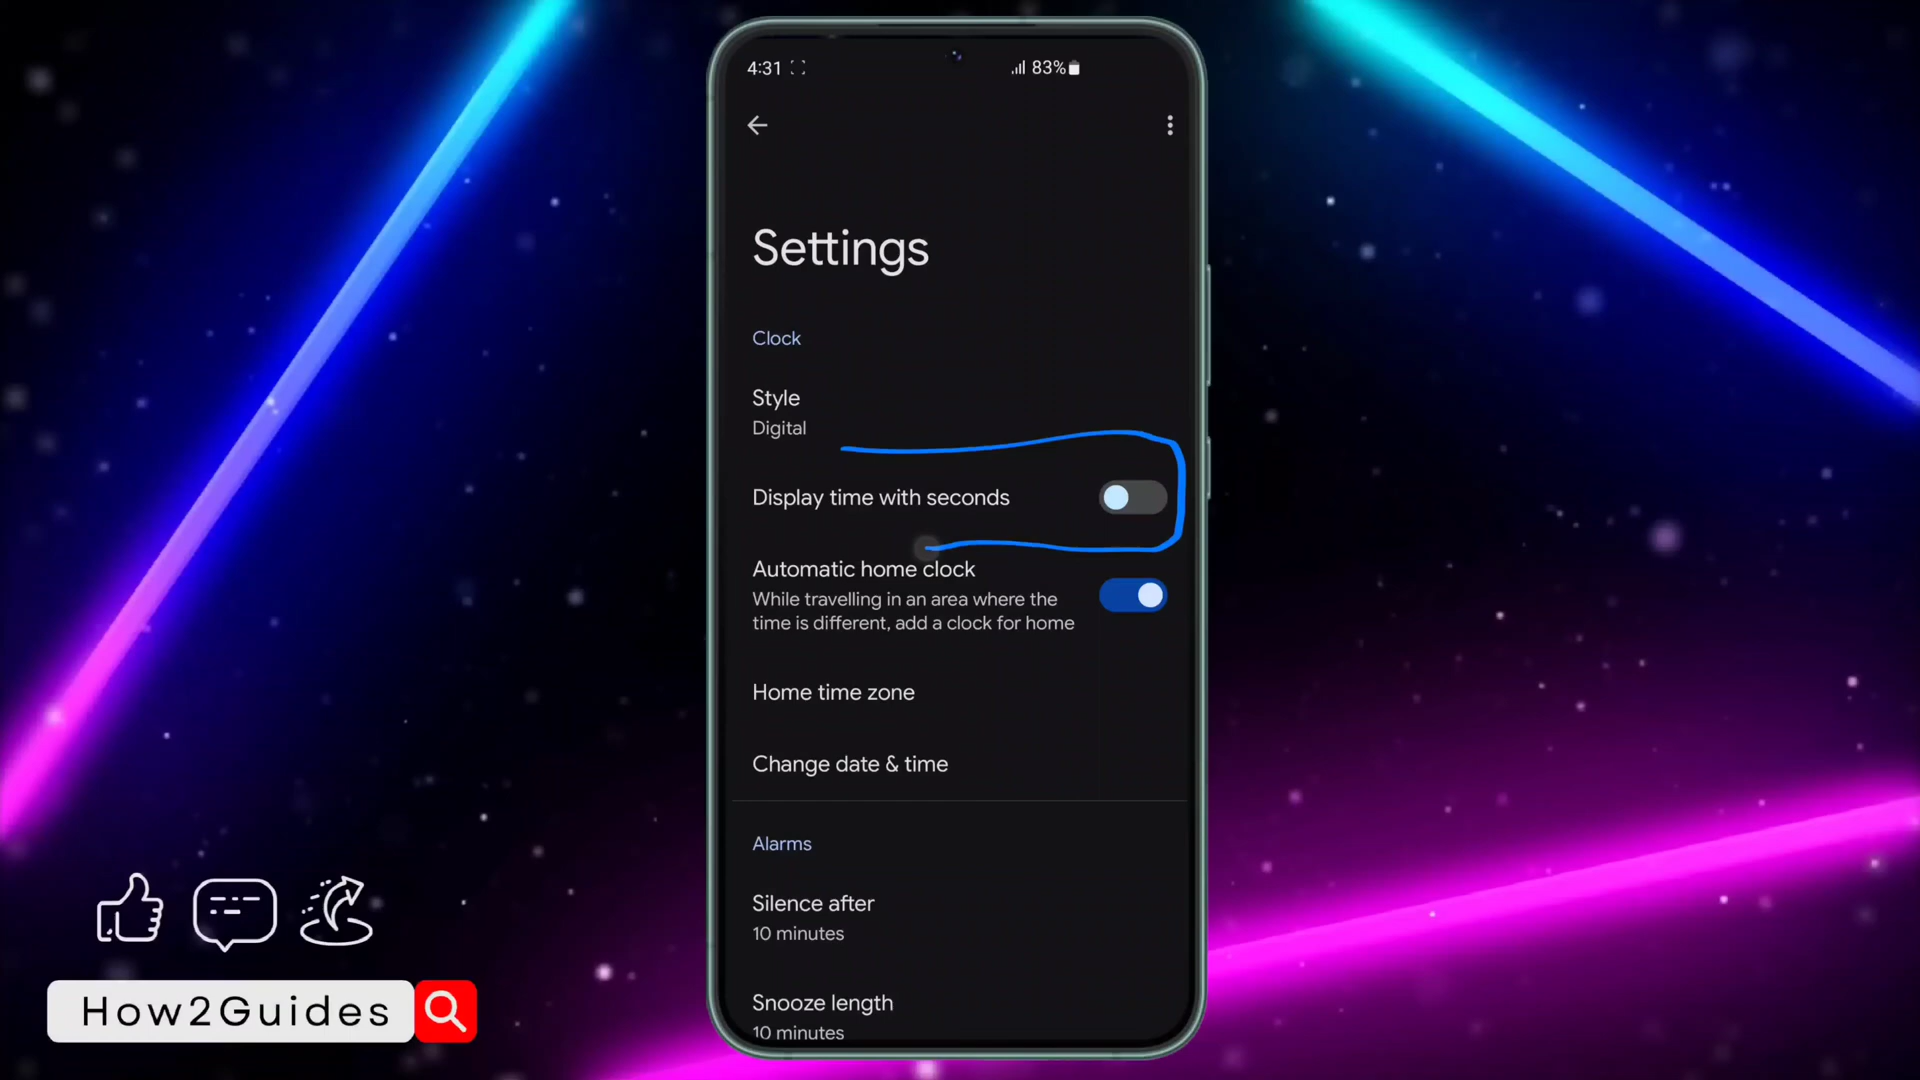 4:31 83%
Settings
Clock
Style
Digital
Display time with seconds
Automatic home clock
While travelling in an area where the
time is different, add a clock for home
Home time zone
Change date & time
Alarms
Silence after
10 minutes
Snooze length
10 minutes
How2Guides